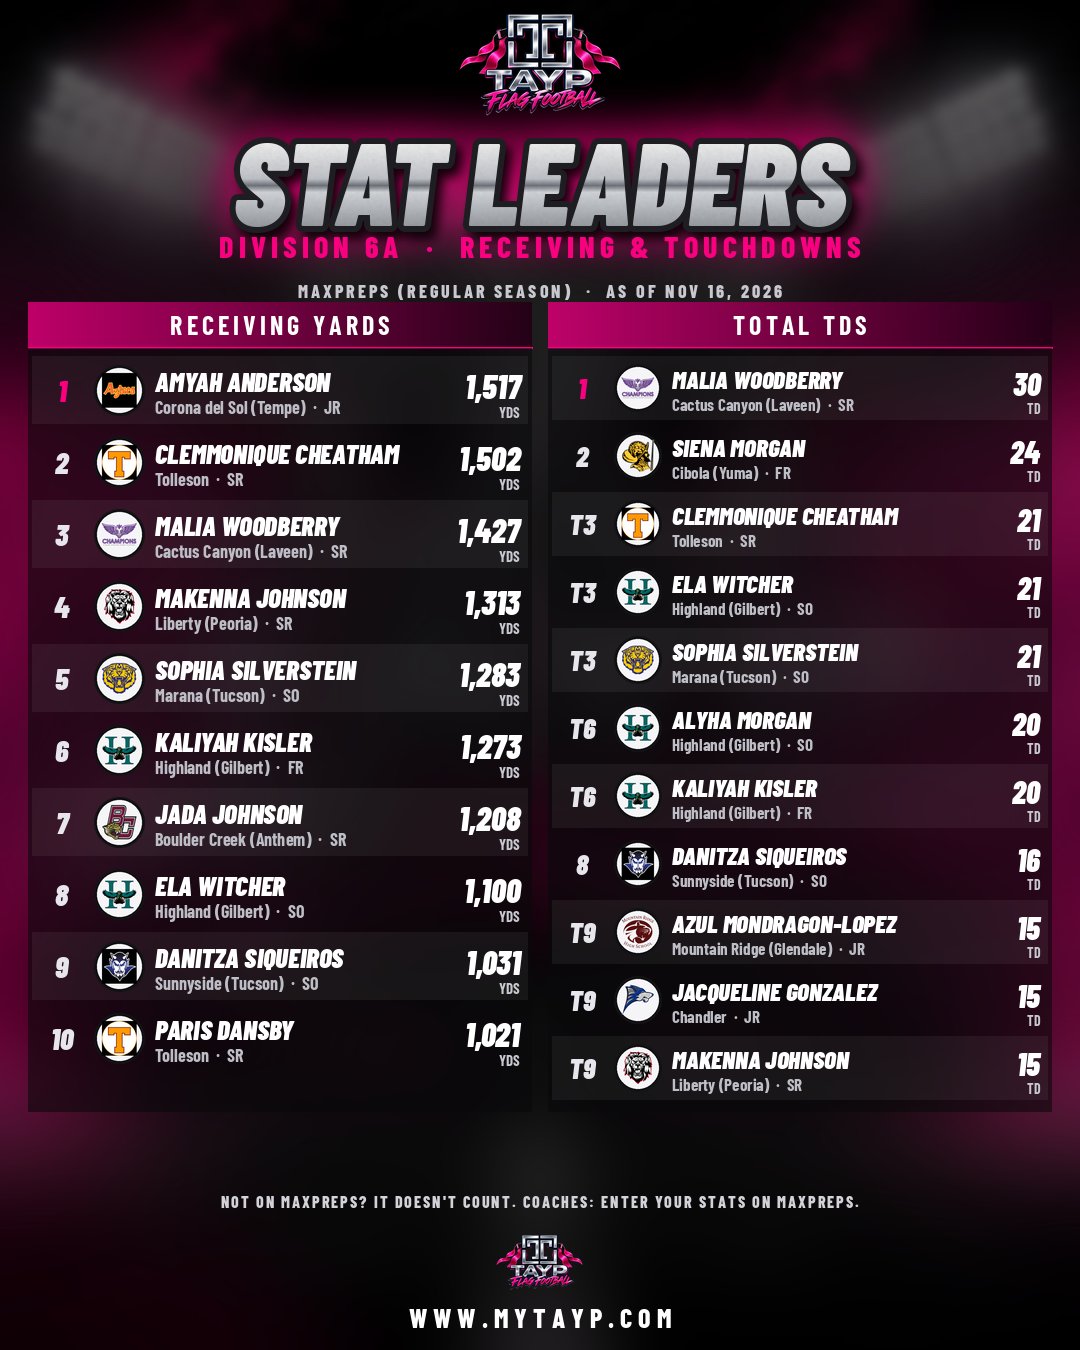 TAYP
FLAG FOOTBALL
STAT LEADERS
DIVISION 6A · RECEIVING & TOUCHDOWNS
MAXPREPS (REGULAR SEASON) · AS OF NOV 16, 2026
RECEIVING YARDS
1 AMYAH ANDERSON 1,517
Aztecs
Corona del Sol (Tempe) · JR YDS
2 CLEMMONIQUE CHEATHAM 1,502
T
Tolleson · SR YDS
3 MALIA WOODBERRY 1,427
CHAMPIONS
Cactus Canyon (Laveen) · SR YDS
4 MAKENNA JOHNSON 1,313
Liberty (Peoria) · SR YDS
5 SOPHIA SILVERSTEIN 1,283
Marana (Tucson) · SO YDS
6 KALIYAH KISLER 1,273
H
Highland (Gilbert) · FR YDS
7 JADA JOHNSON 1,208
BC
Boulder Creek (Anthem) · SR YDS
8 ELA WITCHER 1,100
H
Highland (Gilbert) · SO YDS
9 DANITZA SIQUEIROS 1,031
Sunnyside (Tucson) · SO YDS
10 PARIS DANSBY 1,021
T
Tolleson · SR YDS
TOTAL TDS
1 MALIA WOODBERRY 30
CHAMPIONS
Cactus Canyon (Laveen) · SR TD
2 SIENA MORGAN 24
Cibola (Yuma) · FR TD
T3 CLEMMONIQUE CHEATHAM 21
T
Tolleson · SR TD
T3 ELA WITCHER 21
H
Highland (Gilbert) · SO TD
T3 SOPHIA SILVERSTEIN 21
Marana (Tucson) · SO TD
T6 ALYHA MORGAN 20
H
Highland (Gilbert) · SO TD
T6 KALIYAH KISLER 20
H
Highland (Gilbert) · FR TD
8 DANITZA SIQUEIROS 16
Sunnyside (Tucson) · SO TD
T9 AZUL MONDRAGON-LOPEZ 15
MOUNTAIN RIDGE
HIGH SCHOOL
Mountain Ridge (Glendale) · JR TD
T9 JACQUELINE GONZALEZ 15
Chandler · JR TD
T9 MAKENNA JOHNSON 15
Liberty (Peoria) · SR TD
NOT ON MAXPREPS? IT DOESN'T COUNT. COACHES: ENTER YOUR STATS ON MAXPREPS.
TAYP
FLAG FOOTBALL
WWW.MYTAYP.COM